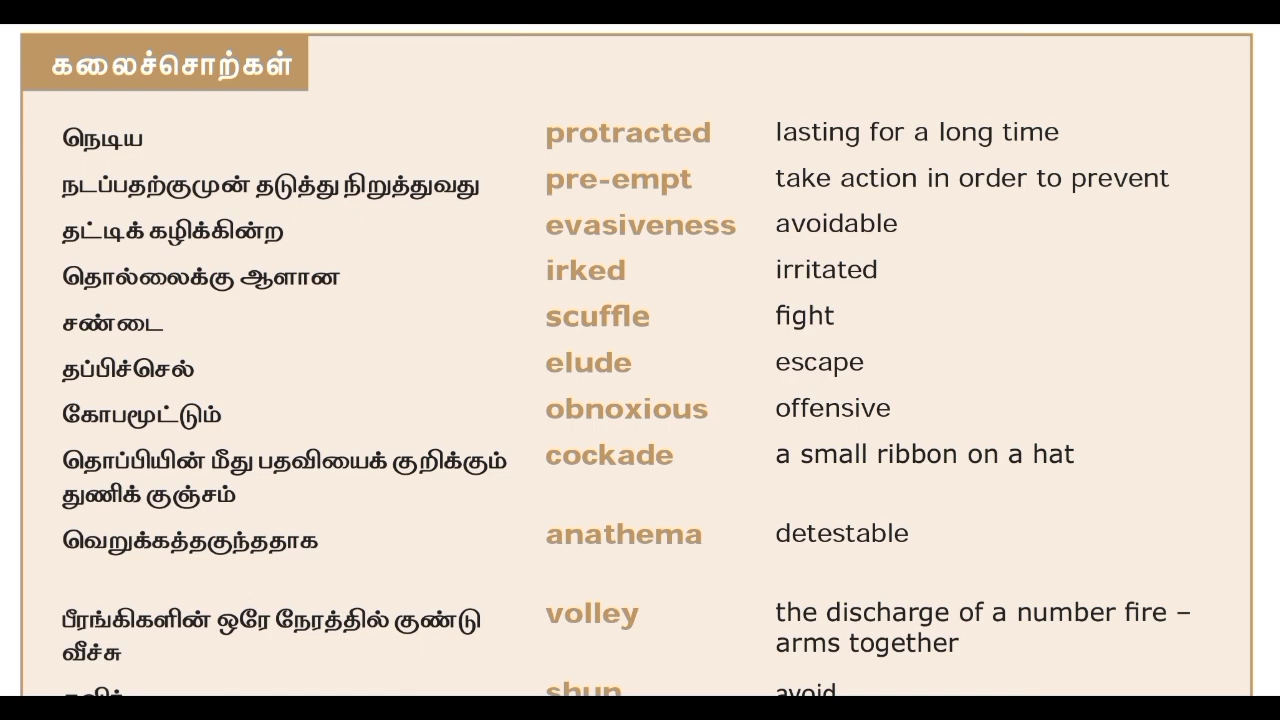 கலைச்சொற்கள்
நெடிய protracted lasting for a long time
நடப்பதற்குமுன் தடுத்து நிறுத்துவது pre-empt take action in order to prevent
தட்டிக் கழிக்கின்ற evasiveness avoidable
தொல்லைக்கு ஆளான irked irritated
சண்டை scuffle fight
தப்பிச்செல் elude escape
கோபமூட்டும் obnoxious offensive
தொப்பியின் மீது பதவியைக் குறிக்கும் cockade a small ribbon on a hat
துணிக் குஞ்சம்
வெறுக்கத்தகுந்ததாக anathema detestable
பீரங்கிகளின் ஒரே நேரத்தில் குண்டு volley the discharge of a number fire –
வீச்சு arms together
shun avoid